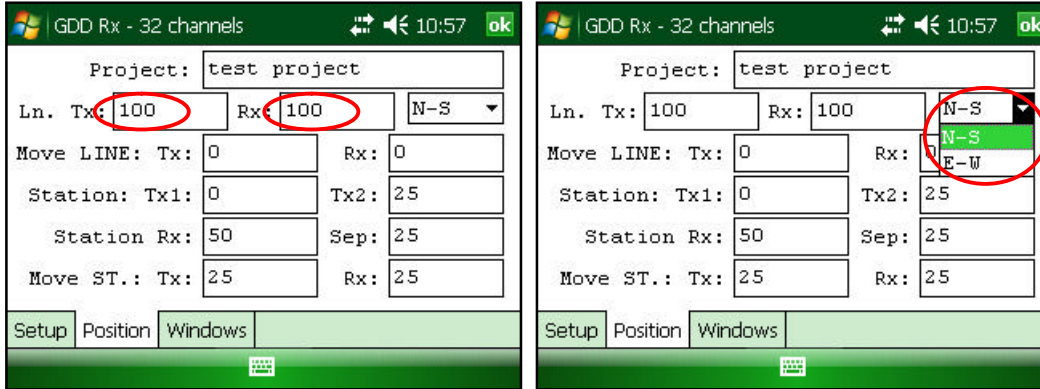 GDD Rx - 32 channels 10:57 ok
Project: test project
Ln. Tx: 100 Rx: 100 N-S
Move LINE: Tx: 0 Rx: 0
Station: Tx1: 0 Tx2: 25
Station Rx: 50 Sep: 25
Move ST.: Tx: 25 Rx: 25
Setup Position Windows
GDD Rx - 32 channels 10:57 ok
Project: test project
Ln. Tx: 100 Rx: 100 N-S
N-S
Move LINE: Tx: 0 Rx: 0 E-W
Station: Tx1: 0 Tx2: 25
Station Rx: 50 Sep: 25
Move ST.: Tx: 25 Rx: 25
Setup Position Windows